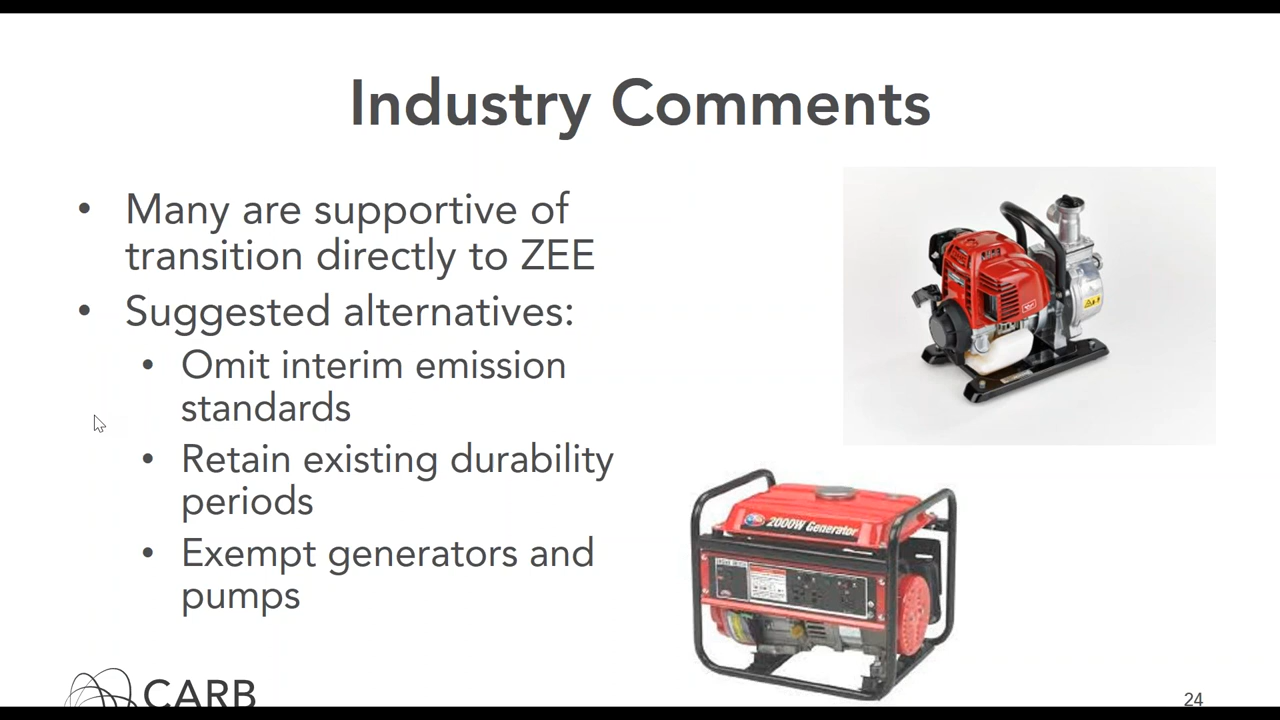 Industry Comments
• Many are supportive of
transition directly to ZEE
• Suggested alternatives:
• Omit interim emission
standards
• Retain existing durability
periods
• Exempt generators and
pumps
2000W Generator
CARB
24